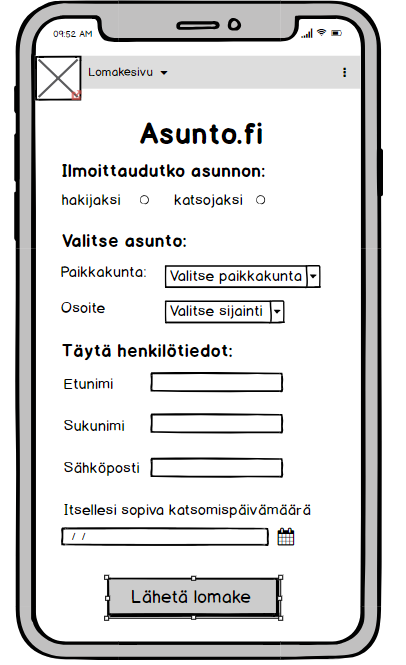 09:52 AM
Lomakesivu
Asunto.fi
Ilmoittaudutko asunnon:
hakijaksi katsojaksi
Valitse asunto:
Paikkakunta: Valitse paikkakunta
Osoite Valitse sijainti
Täytä henkilötiedot:
Etunimi
Sukunimi
Sähköposti
Itsellesi sopiva katsomispäivämäärä
/ /
Lähetä lomake